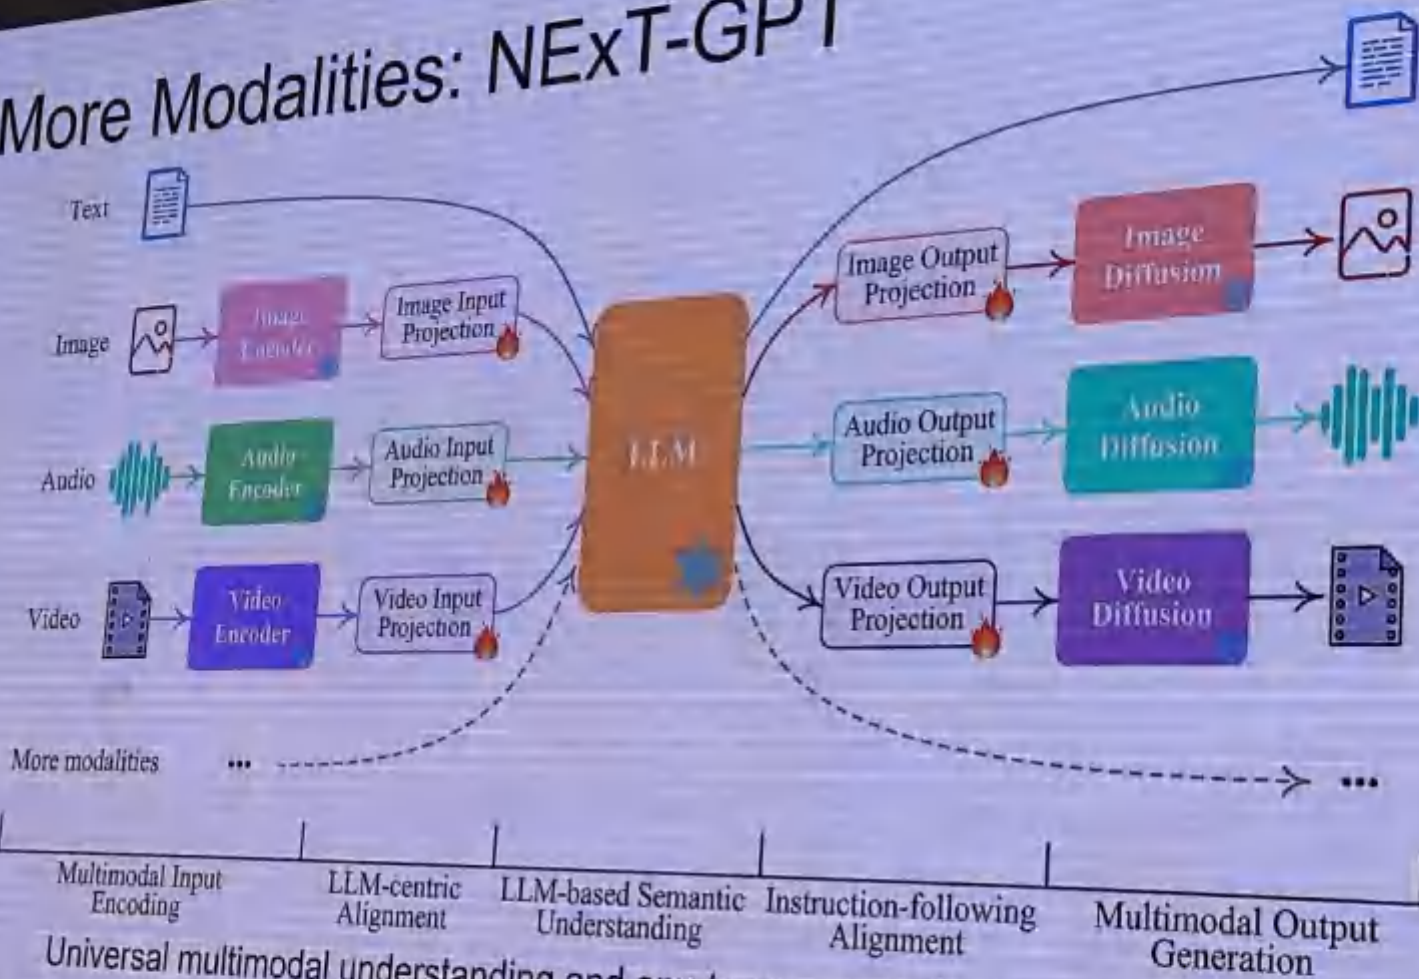 More Modalities: NExT-GPT
Text
Image
Image
Encoder
Image Input
Projection
Audio
Audio
Encoder
Audio Input
Projection
Video
Video
Encoder
Video Input
Projection
More modalities
...
LLM
Image Output
Projection
Image
Diffusion
Audio Output
Projection
Audio
Diffusion
Video Output
Projection
Video
Diffusion
...
Multimodal Input
Encoding
LLM-centric
Alignment
LLM-based Semantic
Understanding
Instruction-following
Alignment
Multimodal Output
Generation
Universal multimodal understanding and